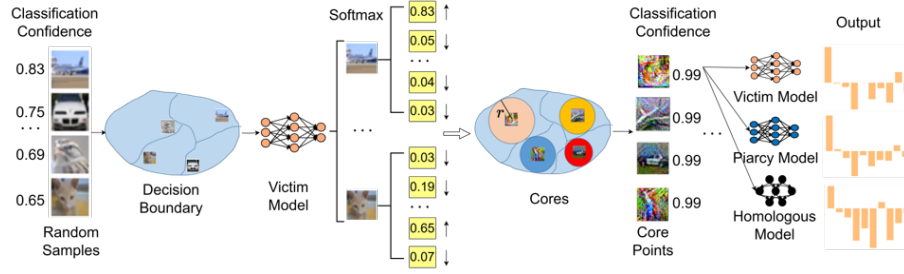 Classification
Confidence
0.83
0.75
...
0.69
0.65
Random
Samples
Decision
Boundary
Victim
Model
Softmax
0.83
0.05
...
0.04
0.03
...
0.03
0.19
...
0.65
0.07
r
Cores
Classification
Confidence
0.99
0.99
0.99
0.99
Core
Points
...
Victim Model
Piarcy Model
Homologous
Model
Output